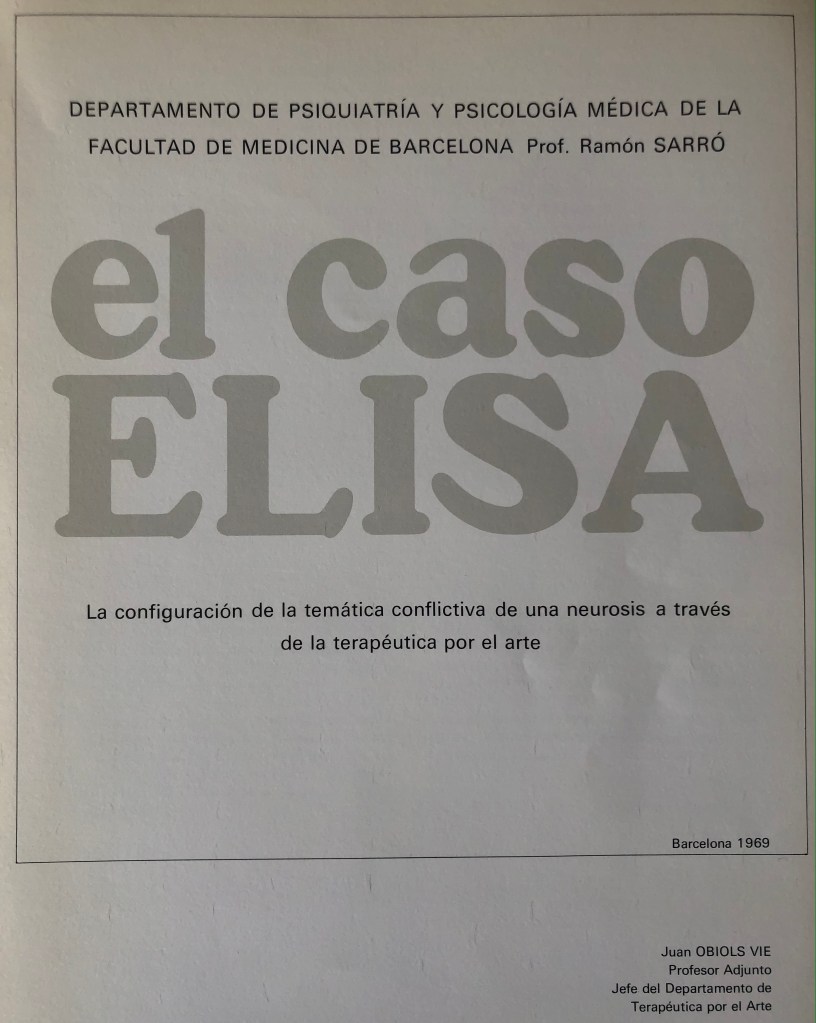 DEPARTAMENTO DE PSIQUIATRÍA Y PSICOLOGÍA MÉDICA DE LA
FACULTAD DE MEDICINA DE BARCELONA Prof. Ramón SARRÓ
el caso
ELISA
La configuración de la temática conflictiva de una neurosis a través
de la terapéutica por el arte
Barcelona 1969
Juan OBIOLS VIE
Profesor Adjunto
Jefe del Departamento de
Terapéutica por el Arte